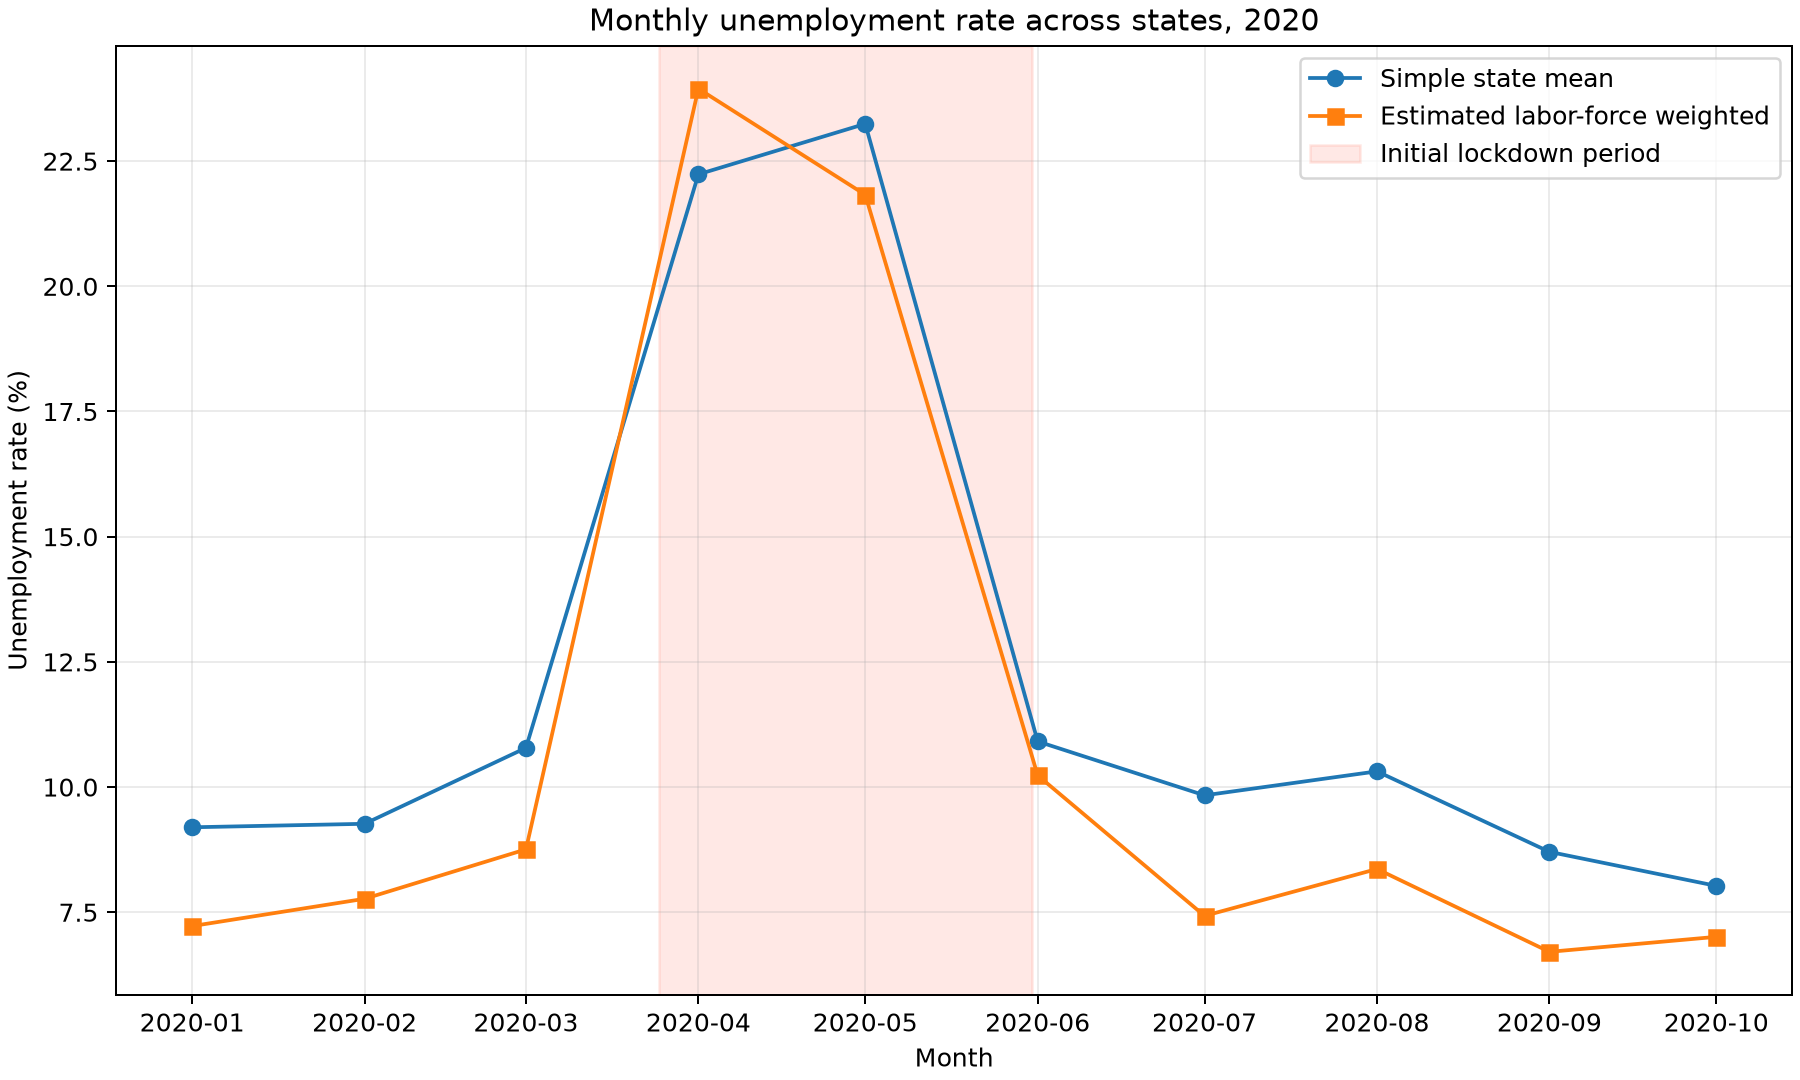 Monthly unemployment rate across states, 2020
Simple state mean
Estimated labor-force weighted
Initial lockdown period
Unemployment rate (%)
22.5
20.0
17.5
15.0
12.5
10.0
7.5
2020-01 2020-02 2020-03 2020-04 2020-05 2020-06 2020-07 2020-08 2020-09 2020-10
Month